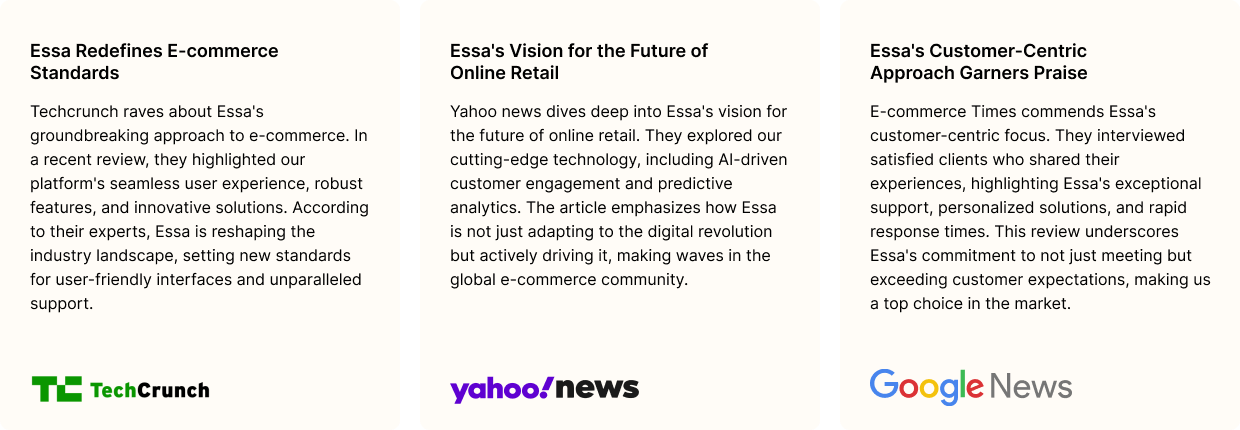 Essa Redefines E-commerce
Standards
Techcrunch raves about Essa's
groundbreaking approach to e-commerce. In
a recent review, they highlighted our
platform's seamless user experience, robust
features, and innovative solutions. According
to their experts, Essa is reshaping the
industry landscape, setting new standards
for user-friendly interfaces and unparalleled
support.
TC TechCrunch
Essa's Vision for the Future of
Online Retail
Yahoo news dives deep into Essa's vision for
the future of online retail. They explored our
cutting-edge technology, including AI-driven
customer engagement and predictive
analytics. The article emphasizes how Essa
is not just adapting to the digital revolution
but actively driving it, making waves in the
global e-commerce community.
yahoo!news
Essa's Customer-Centric
Approach Garners Praise
E-commerce Times commends Essa's
customer-centric focus. They interviewed
satisfied clients who shared their
experiences, highlighting Essa's exceptional
support, personalized solutions, and rapid
response times. This review underscores
Essa's commitment to not just meeting but
exceeding customer expectations, making us
a top choice in the market.
Google News